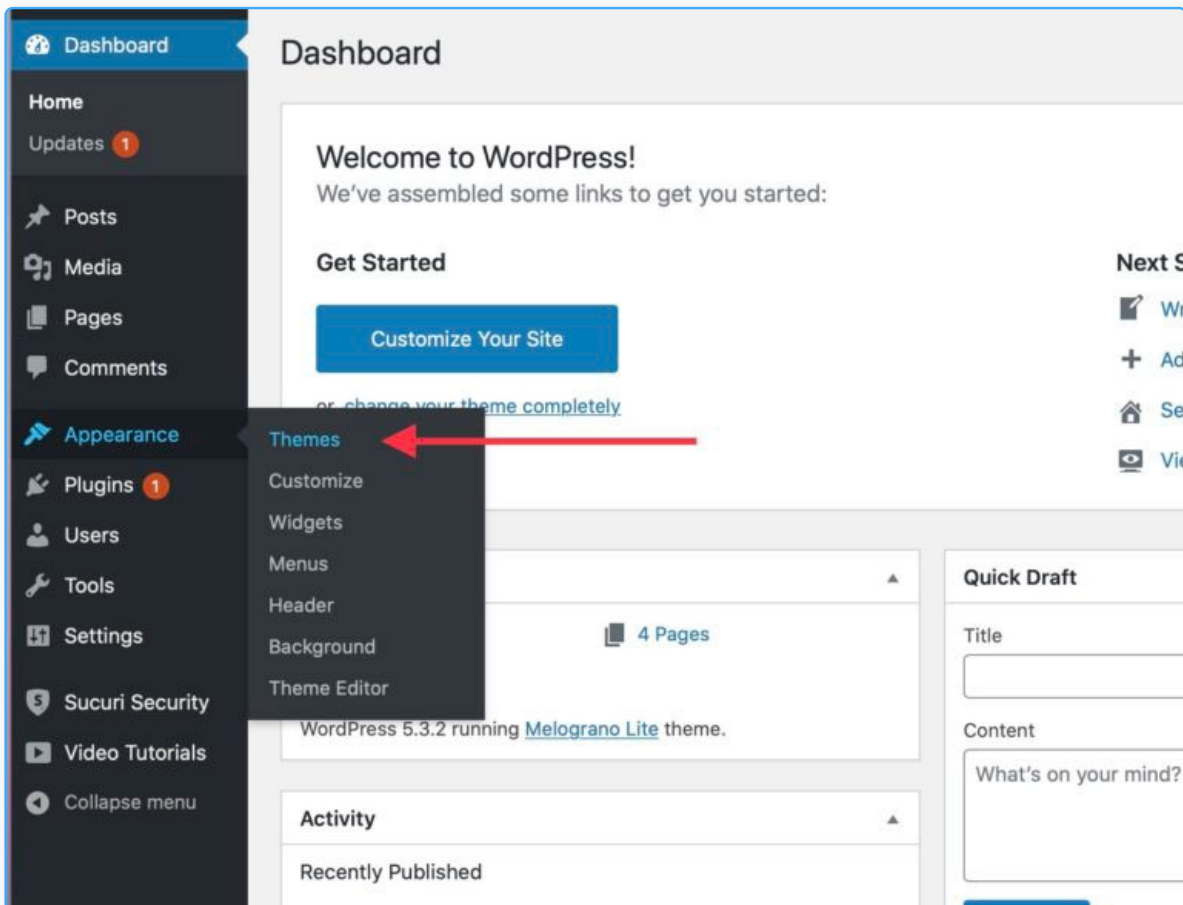 Dashboard
Home
Updates 1
Posts
Media
Pages
Comments
Appearance
Plugins 1
Users
Tools
Settings
Sucuri Security
Video Tutorials
Collapse menu
Themes
Customize
Widgets
Menus
Header
Background
Theme Editor
Dashboard
Welcome to WordPress!
We've assembled some links to get you started:
Get Started
Customize Your Site
or change your theme completely
Next S
Wr
Ad
Se
Vie
4 Pages
WordPress 5.3.2 running Melograno Lite theme.
Activity
Recently Published
Quick Draft
Title
Content
What's on your mind?